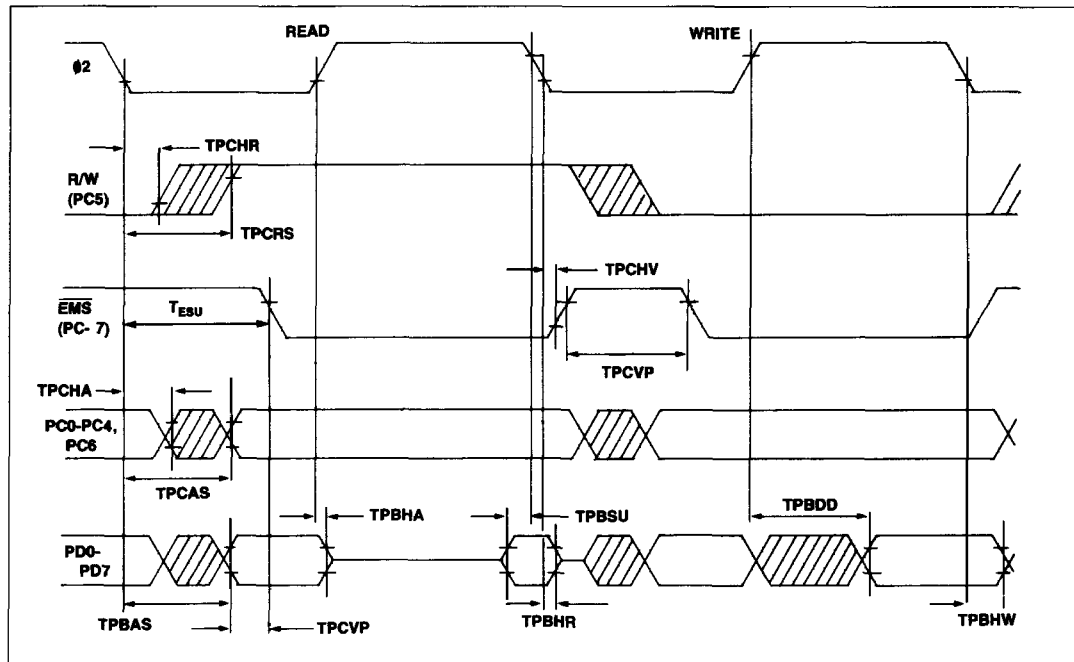 READ
WRITE
ϕ2
TPCHR
R/W
(PC5)
TPCRS
TPCHV
EMS
(PC- 7)
TESU
TPCVP
TPCHA
PC0-PC4,
PC6
TPCAS
TPBHA
TPBSU
TPBDD
PD0-
PD7
TPBAS
TPCVP
TPBHR
TPBHW